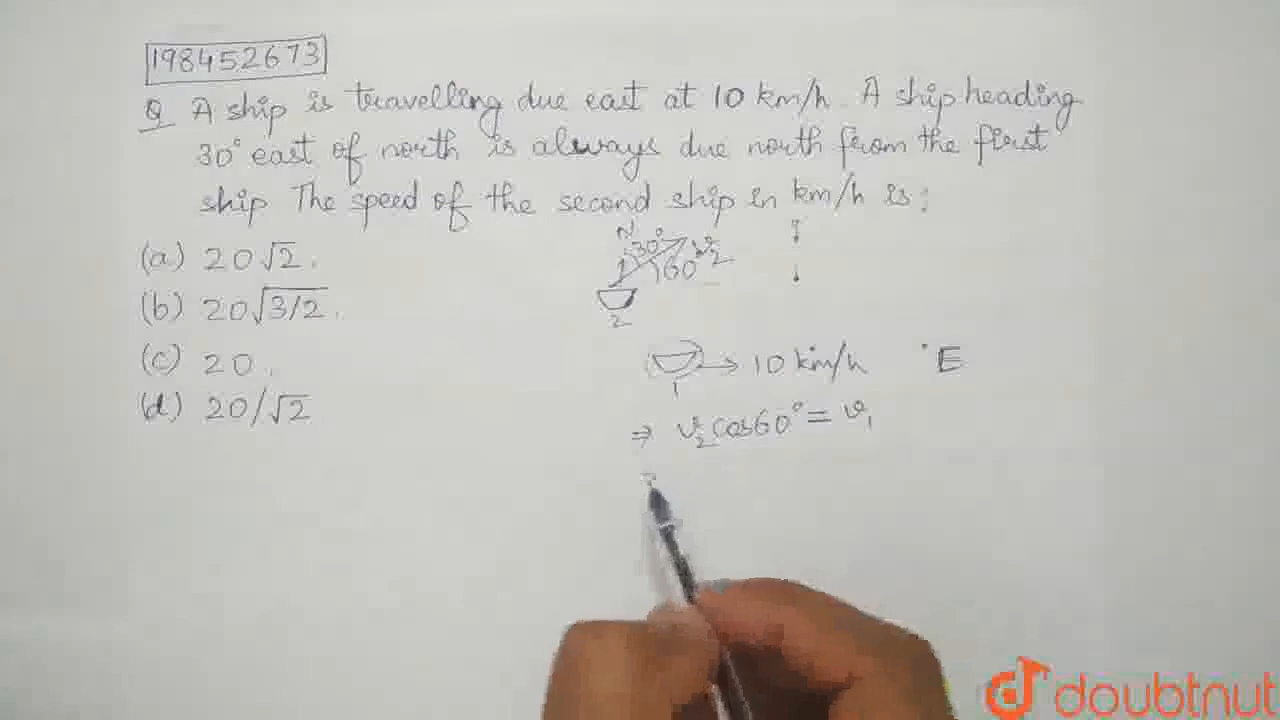 198452673
Q A ship is travelling due east at 10 km/h. A ship heading
30° east of north is always due north from the first
ship The speed of the second ship in km/h is :
(a) 20√2.
(b) 20√3/2.
(c) 20.
(d) 20/√2
N
30° v2
60°
2
→ 10 km/h E
1
⇒ v2 cos60° = v1
doubtnut